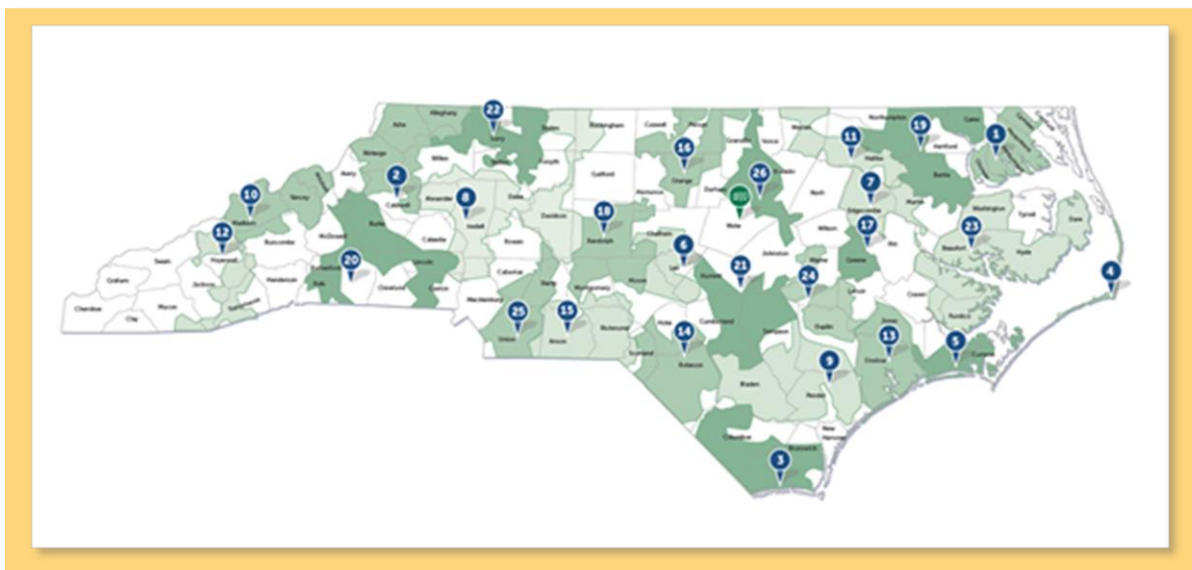 22
Alleghany
Ashe
Surry
Stokes
Rockingham
Caswell
Person
Granville
Vance
Warren
Northampton
19
Gates
1
11
Halifax
Hertford
16
Watauga
Wilkes
Forsyth
Guilford
Orange
Durham
26
2
Caldwell
Avery
Alamance
Nash
7
Edgecombe
Bertie
Martin
Washington
Tyrrell
Dare
10
Madison
Yancey
8
Alexander
Iredell
Davie
Davidson
18
Randolph
Chatham
Wake
Wilson
17
Pitt
23
Beaufort
Hyde
12
Haywood
Buncombe
McDowell
Burke
Catawba
Rowan
6
Lee
Johnston
Wayne
Greene
Swain
Graham
Jackson
Henderson
20
Rutherford
Polk
Lincoln
Cleveland
Gaston
Cabarrus
Stanly
Montgomery
Moore
Harnett
21
24
Lenoir
Craven
4
Cherokee
Clay
Macon
Transylvania
Mecklenburg
25
Union
15
Anson
Richmond
Hoke
Cumberland
Sampson
Duplin
Jones
Pamlico
Scotland
14
Robeson
13
Onslow
5
Carteret
Bladen
9
Pender
New
Hanover
Columbus
Brunswick
3